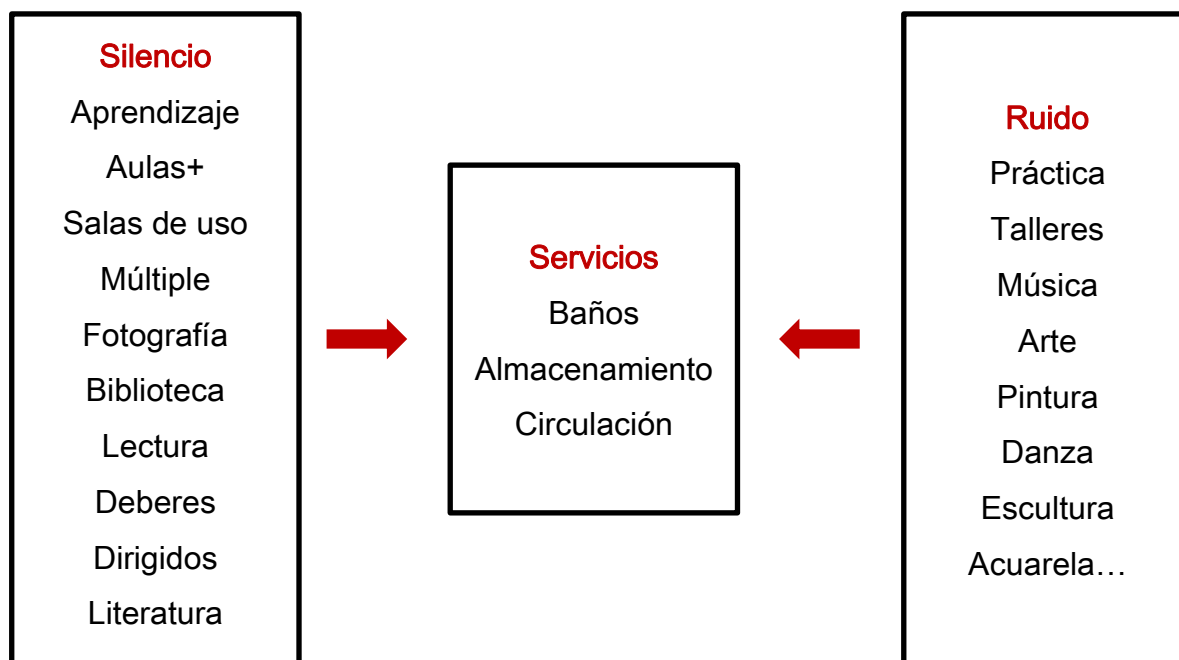 Silencio
Aprendizaje
Aulas+
Salas de uso
Múltiple
Fotografía
Biblioteca
Lectura
Deberes
Dirigidos
Literatura
Servicios
Baños
Almacenamiento
Circulación
Ruido
Práctica
Talleres
Música
Arte
Pintura
Danza
Escultura
Acuarela…